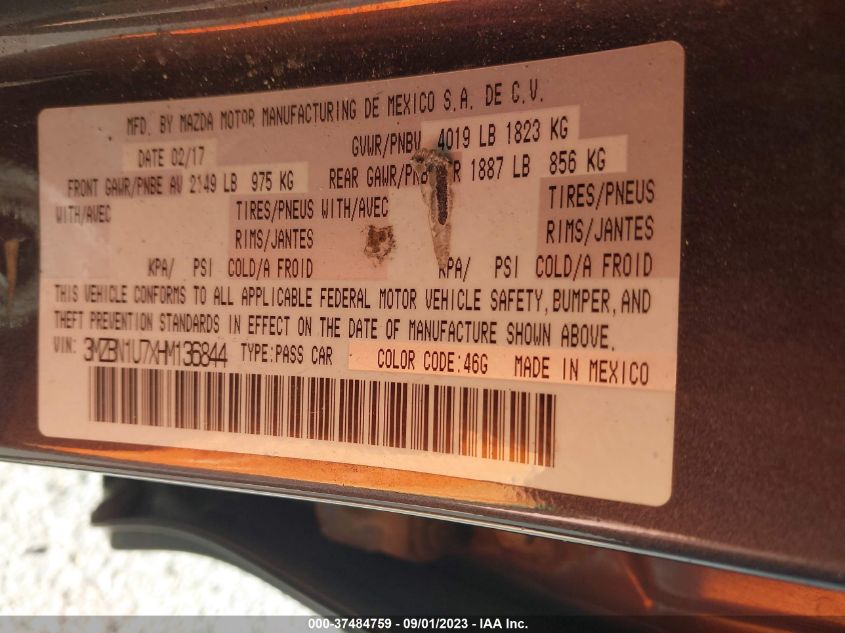 MFD. BY MAZDA MOTOR MANUFACTURING DE MEXICO S.A. DE C.V.
DATE 02/17 GVWR/PNBV 4019 LB 1823 KG
FRONT GAWR/PNBE AV 2149 LB 975 KG REAR GAWR/PNBE AR 1887 LB 856 KG
WITH/AVEC TIRES/PNEUS WITH/AVEC TIRES/PNEUS
RIMS/JANTES RIMS/JANTES
KPA/ PSI COLD/A FROID KPA/ PSI COLD/A FROID
THIS VEHICLE CONFORMS TO ALL APPLICABLE FEDERAL MOTOR VEHICLE SAFETY, BUMPER, AND
THEFT PREVENTION STANDARDS IN EFFECT ON THE DATE OF MANUFACTURE SHOWN ABOVE.
VIN: 3MZBN1U7XHM136844 TYPE:PASS CAR COLOR CODE:46G MADE IN MEXICO
000-37484759 - 09/01/2023 - IAA Inc.